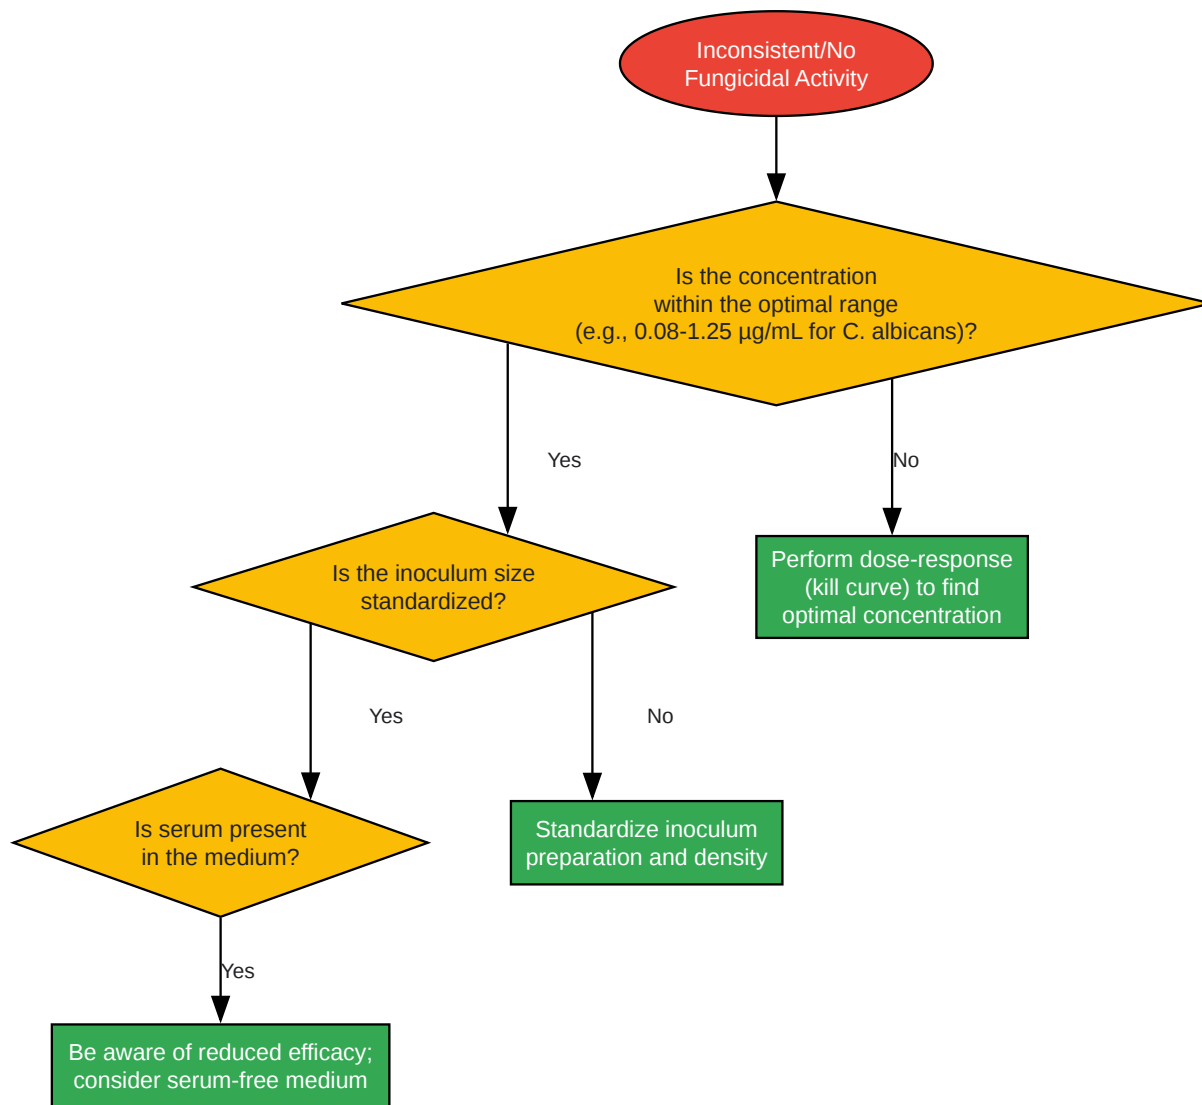 Inconsistent/No
Fungicidal Activity
Is the concentration
within the optimal range
(e.g., 0.08-1.25 µg/mL for C. albicans)?
Yes
No
Is the inoculum size
standardized?
Perform dose-response
(kill curve) to find
optimal concentration
Yes
No
Is serum present
in the medium?
Standardize inoculum
preparation and density
Yes
Be aware of reduced efficacy;
consider serum-free medium